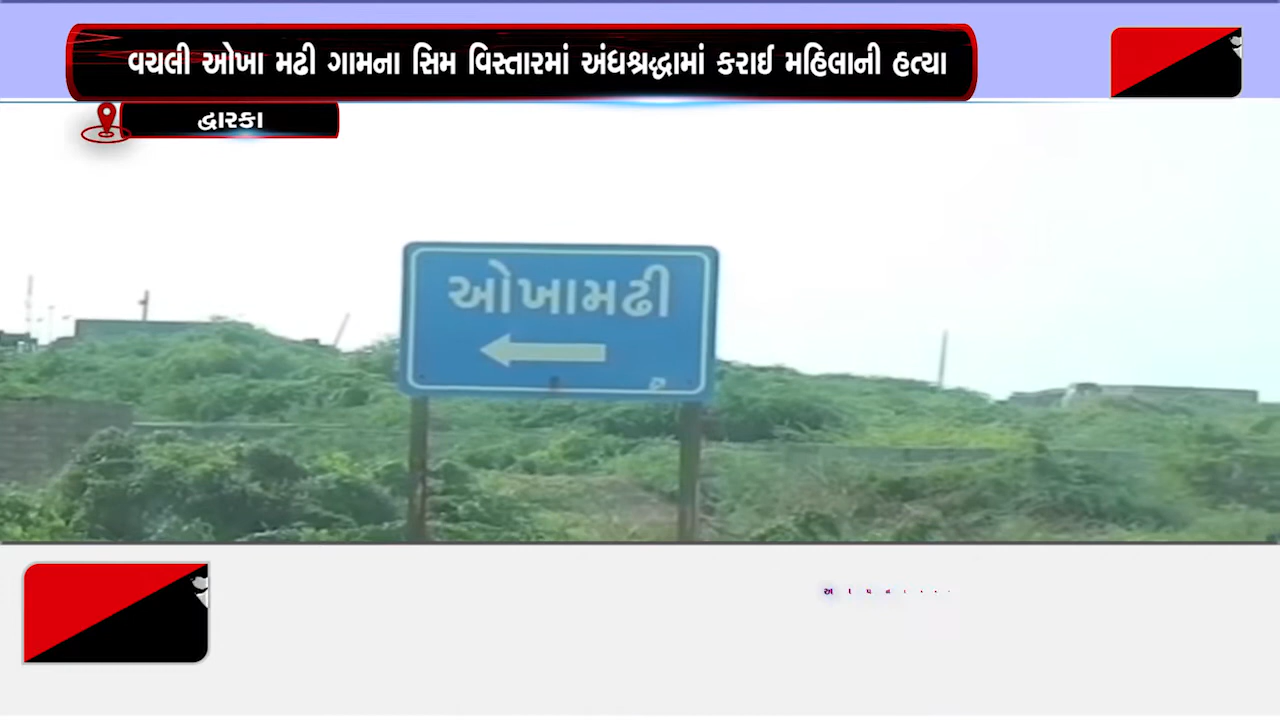 વચલી ઓખા મઢી ગામના સિમ વિસ્તારમાં અંધશ્રદ્ધામાં કરાઈ મહિલાની હત્યા
દ્વારકા
ઓખામઢી